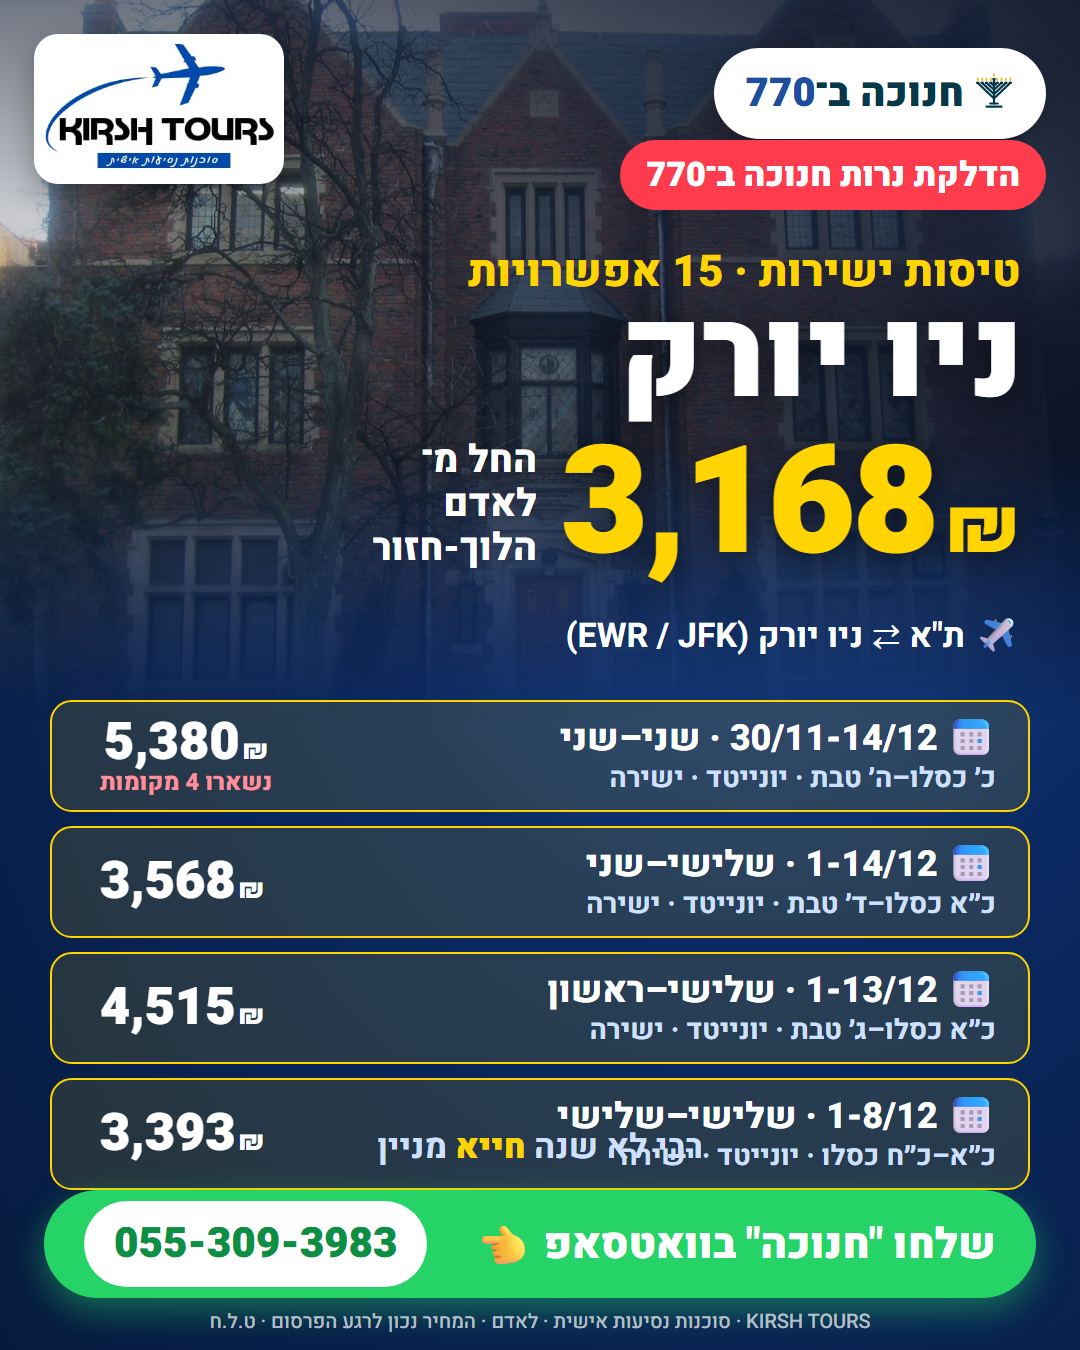 KIRSH TOURS
סוכנות נסיעות אישית
חנוכה ב־770
הדלקת נרות חנוכה ב־770
טיסות ישירות · 15 אפשרויות
ניו יורק
₪3,168
החל מ־
לאדם
הלוך-חזור
ת"א ⇄ ניו יורק (EWR / JFK)
30/11-14/12 · שני–שני
כ׳ כסלו–ה׳ טבת · יונייטד · ישירה
₪5,380
נשארו 4 מקומות
1-14/12 · שלישי–שני
כ״א כסלו–ד׳ טבת · יונייטד · ישירה
₪3,568
1-13/12 · שלישי–ראשון
כ״א כסלו–ג׳ טבת · יונייטד · ישירה
₪4,515
1-8/12 · שלישי–שלישי
כ״א–כ״ח כסלו · יונייטד · ישירה
₪3,393
לא שנה חייא מניין
שלחו "חנוכה" בוואטסאפ
055-309-3983
KIRSH TOURS · סוכנות נסיעות אישית · לאדם · המחיר נכון לרגע הפרסום · ט.ל.ח